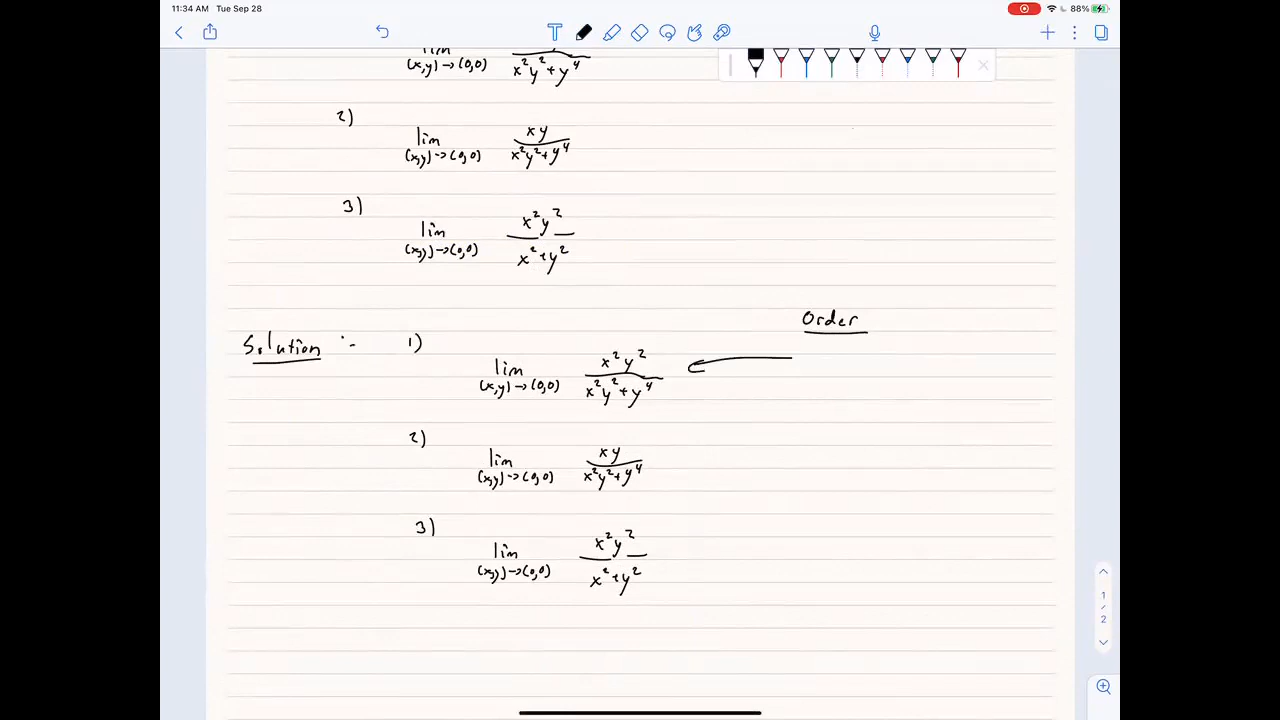 11:34 AM Tue Sep 28
88%
lim
(x,y)→(0,0) x²y²+y⁴
2)
lim xy
(x,y)→(0,0) x²y²+y⁴
3)
lim x²y²
(x,y)→(0,0) x²+y²
Order
Solution :- 1)
lim x²y²
(x,y)→(0,0) x²y²+y⁴
2)
lim xy
(x,y)→(0,0) x²y²+y⁴
3)
lim x²y²
(x,y)→(0,0) x²+y²
1
/
2